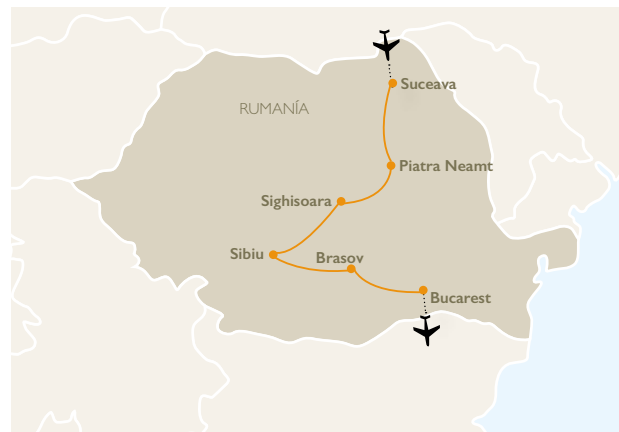 Suceava
RUMANÍA
Piatra Neamt
Sighisoara
Sibiu
Brasov
Bucarest